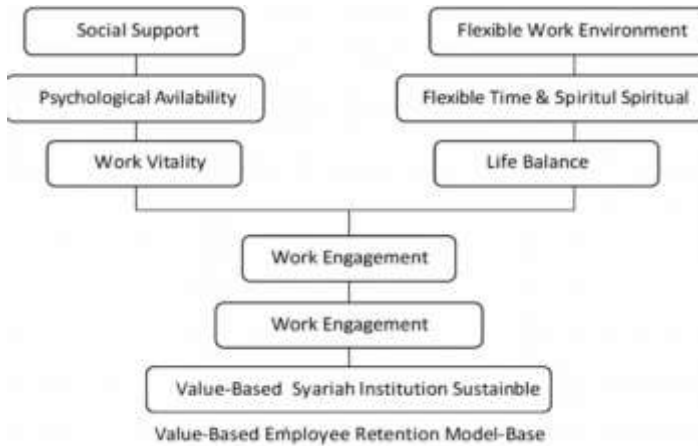 Social Support
Flexible Work Environment
Psychological Avilability
Flexible Time & Spiritul Spiritual
Work Vitality
Life Balance
Work Engagement
Work Engagement
Value-Based Syariah Institution Sustainble
Value-Based Employee Retention Model-Base